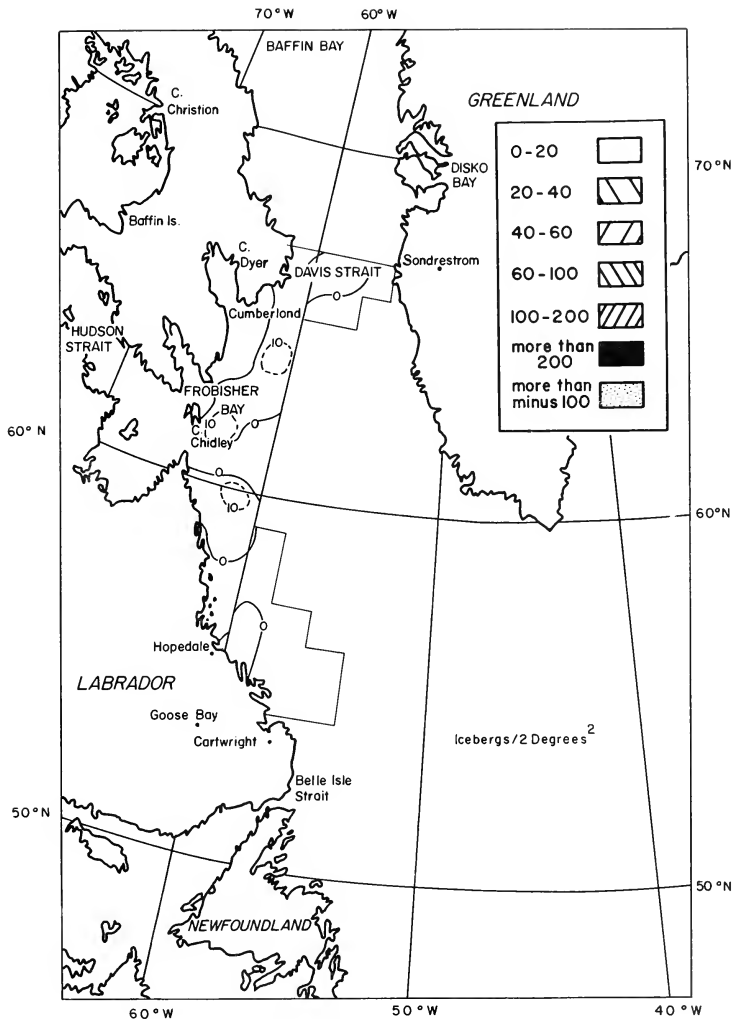 70°W 60°W
BAFFIN BAY
C.
Christion
GREENLAND
0-20
20-40
40-60
60-100
100-200
more than
200
more than
minus 100
70°N
DISKO
BAY
Baffin Is.
C.
Dyer
DAVIS STRAIT
Sondrestrom
0
Cumberland
HUDSON
STRAIT
10
FROBISHER
BAY
10
0
C.
Chidley
60°N
0
10
60°N
0
0
Hopedale
LABRADOR
Goose Bay
Cartwright
Icebergs/2 Degrees²
Belle Isle
Strait
50°N
50°N
NEWFOUNDLAND
60°W 50°W 40°W